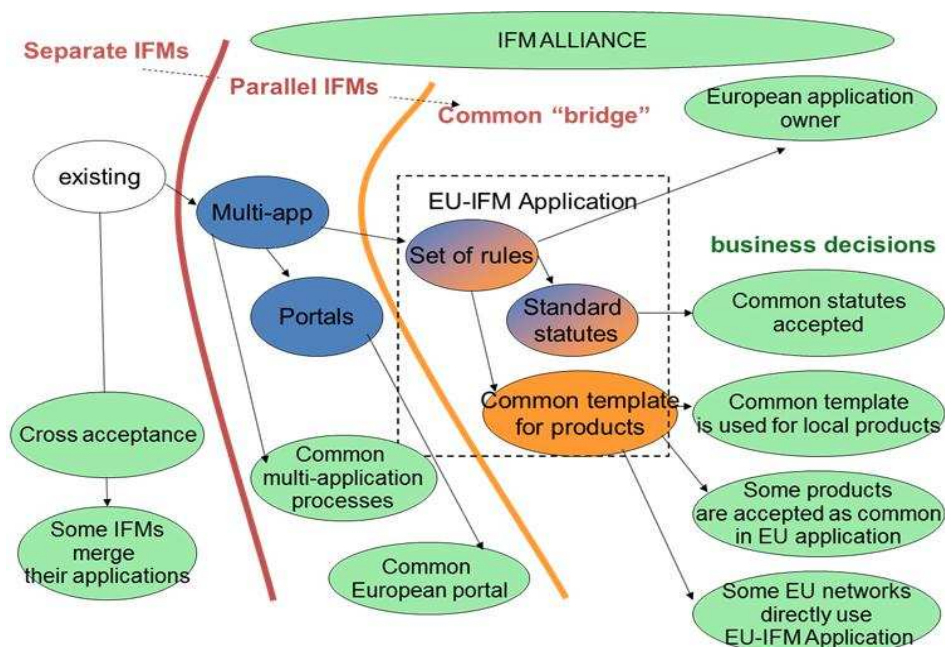 IFM ALLIANCE
Separate IFMs
Parallel IFMs
Common “bridge”
European application
owner
existing
Multi-app
EU-IFM Application
Set of rules
business decisions
Portals
Standard
statutes
Common statutes
accepted
Common template
for products
Common template
is used for local products
Cross acceptance
Common
multi-application
processes
Some products
are accepted as common
in EU application
Some IFMs
merge
their applications
Common
European portal
Some EU networks
directly use
EU-IFM Application